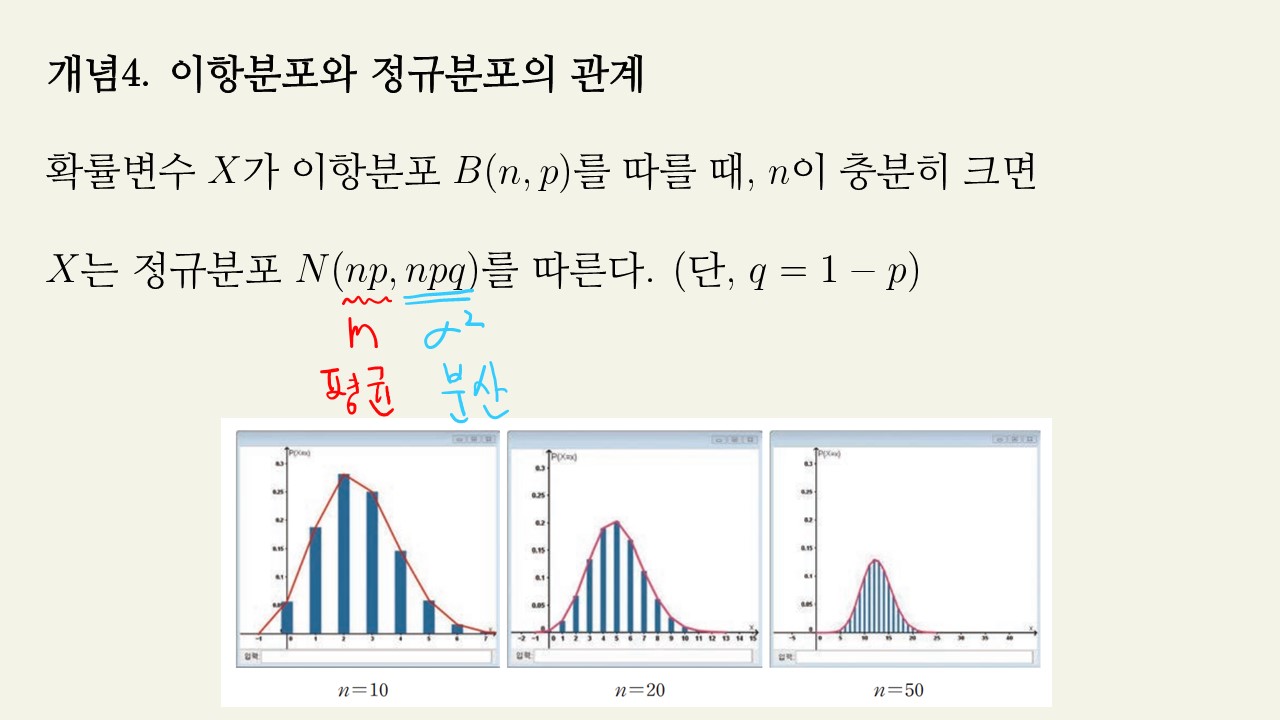 개념4. 이항분포와 정규분포의 관계
확률변수 X가 이항분포 B(n, p)를 따를 때, n이 충분히 크면
X는 정규분포 N(np, npq)를 따른다. (단, q = 1 − p)
m σ²
평균 분산
P(X=x) P(X=x) P(X=x)
0.3 0.3 0.3
0.25 0.25 0.25
0.2 0.2 0.2
0.15 0.15 0.15
0.1 0.1 0.1
0.05 0.05 0.05
0 0
x x x
-1 0 1 2 3 4 5 6 7 -2 -1 0 1 2 3 4 5 6 7 8 9 10 11 12 13 14 15 -5 0 5 10 15 20 25 30 35 40
입력: 입력: 입력:
n=10 n=20 n=50